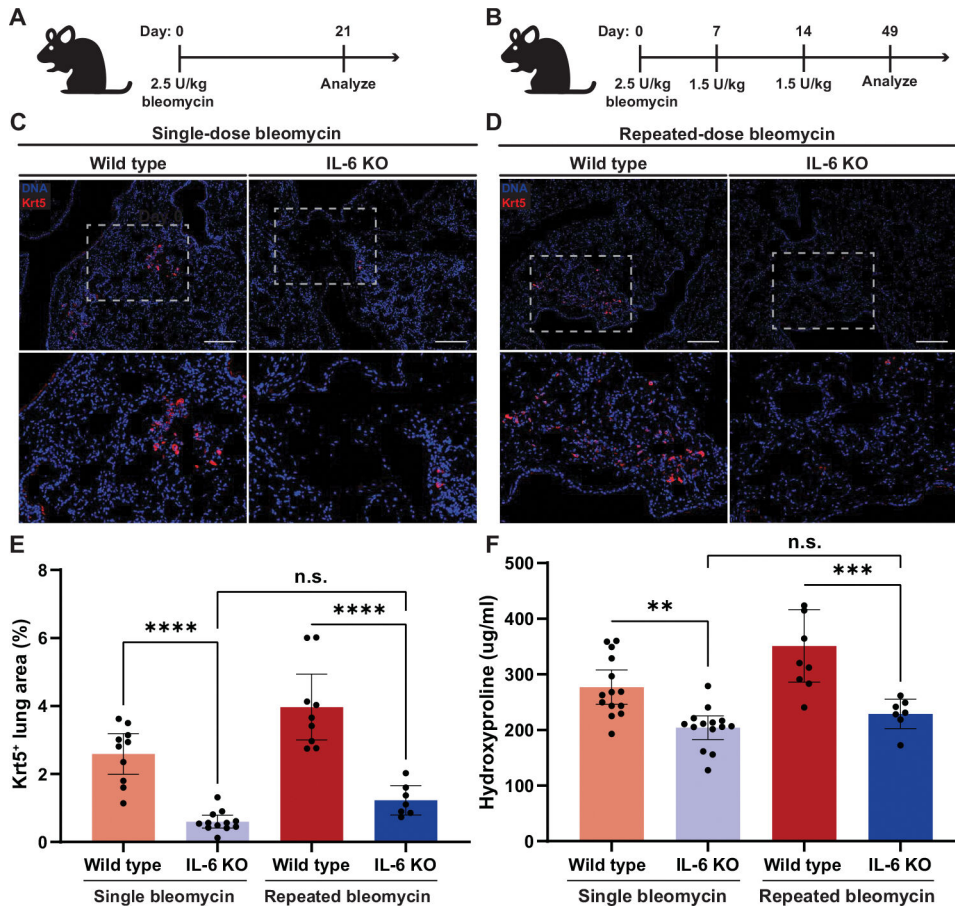 A
Day: 0 21
2.5 U/kg
bleomycin
Analyze
B
Day: 0 7 14 49
2.5 U/kg
bleomycin
1.5 U/kg 1.5 U/kg Analyze
C
Single-dose bleomycin
Wild type IL-6 KO
DNA
Krt5
D
Repeated-dose bleomycin
Wild type IL-6 KO
DNA
Krt5
E
Krt5⁺ lung area (%)
8
6
4
2
0
n.s.
**** ****
Wild type IL-6 KO Wild type IL-6 KO
Single bleomycin Repeated bleomycin
F
Hydroxyproline (ug/ml)
500
400
300
200
100
0
n.s.
** ***
Wild type IL-6 KO Wild type IL-6 KO
Single bleomycin Repeated bleomycin